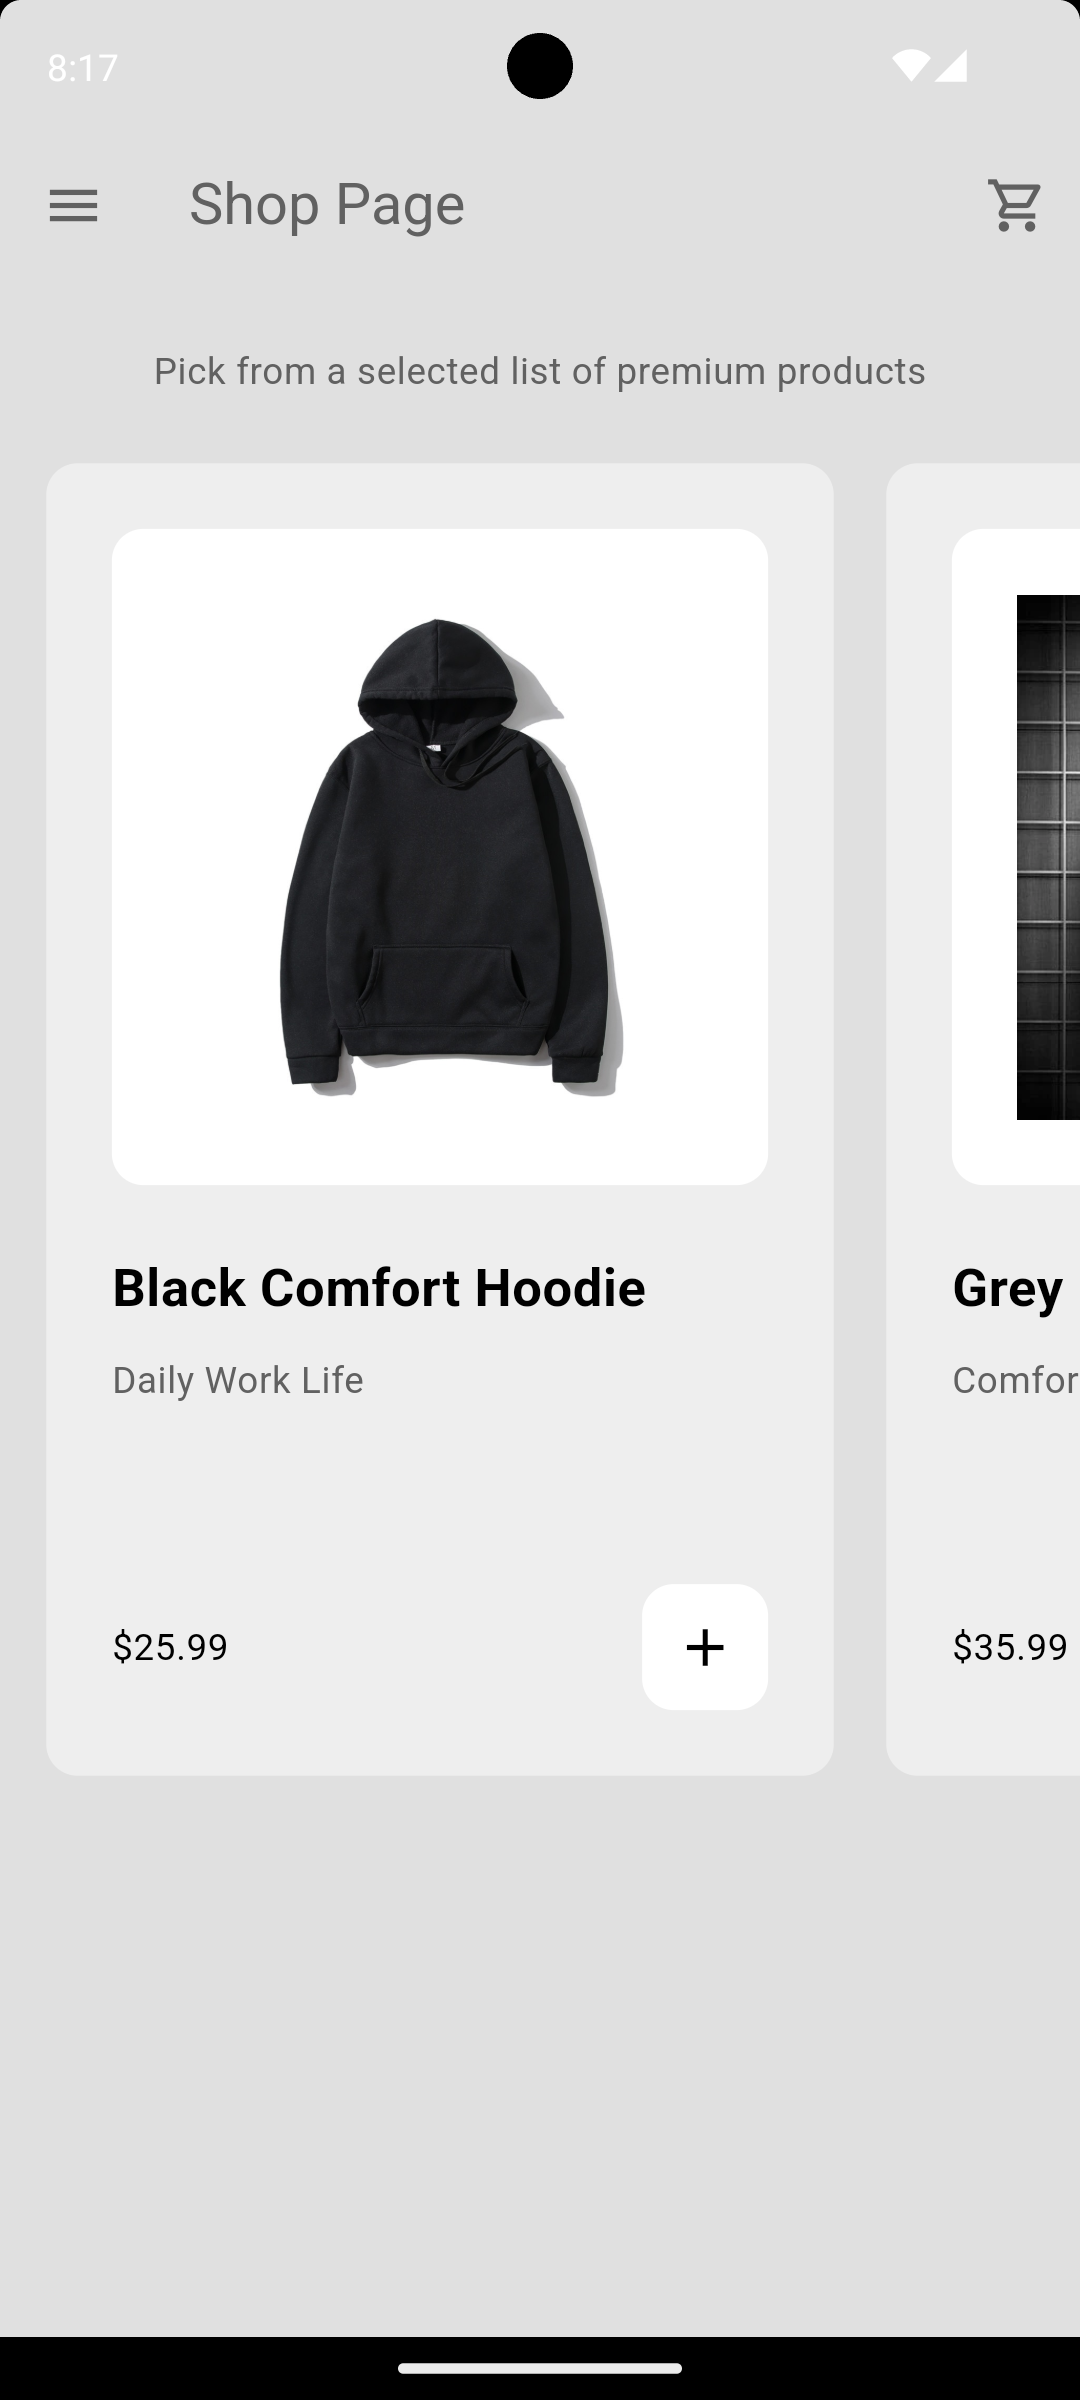 8:17
Shop Page
Pick from a selected list of premium products
Black Comfort Hoodie
Grey
Daily Work Life
Comfor
$25.99
$35.99